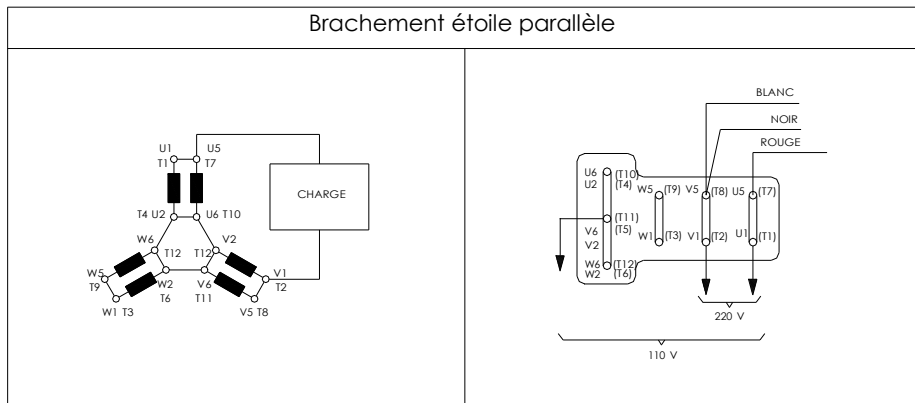 Brachement étoile parallèle
U1 U5
T1 T7
CHARGE
T4 U2 U6 T10
W6 V2
T12 T12
W5 W2 V6 V1
T9 T6 T11 T2
W1 T3 V5 T8
BLANC
NOIR
ROUGE
U6 (T10)
U2 (T4)
W5 (T9) V5 (T8) U5 (T7)
(T11)
V6 (T5)
V2
W1 (T3) V1 (T2) U1 (T1)
W6 (T12)
W2 (T6)
220 V
110 V